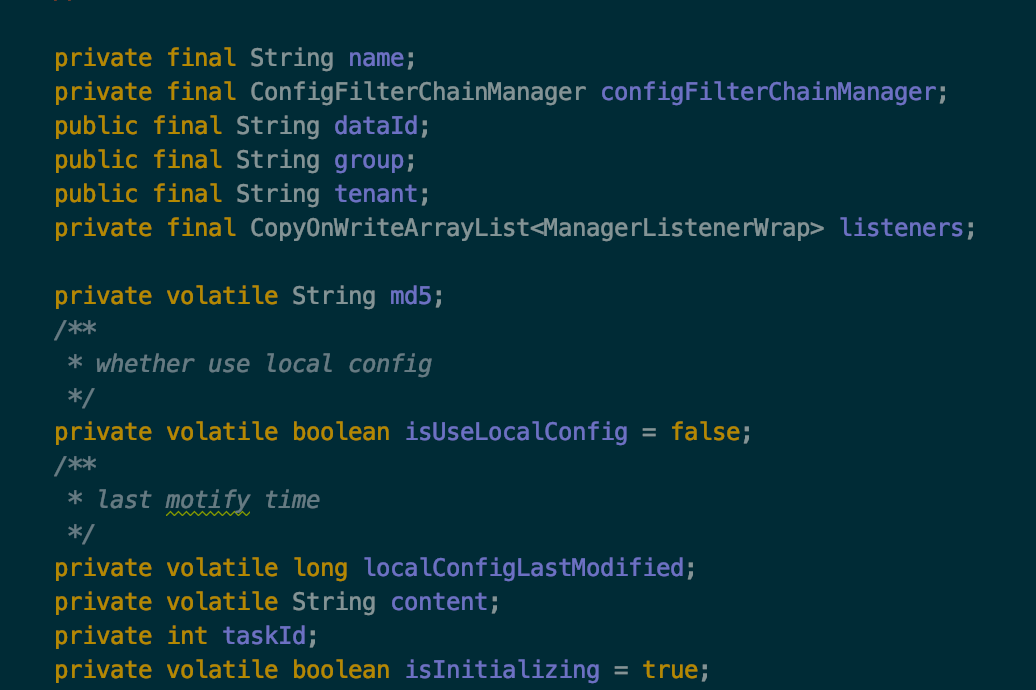 private final String name;
private final ConfigFilterChainManager configFilterChainManager;
public final String dataId;
public final String group;
public final String tenant;
private final CopyOnWriteArrayList<ManagerListenerWrap> listeners;
private volatile String md5;
/**
* whether use local config
*/
private volatile boolean isUseLocalConfig = false;
/**
* last motify time
*/
private volatile long localConfigLastModified;
private volatile String content;
private int taskId;
private volatile boolean isInitializing = true;